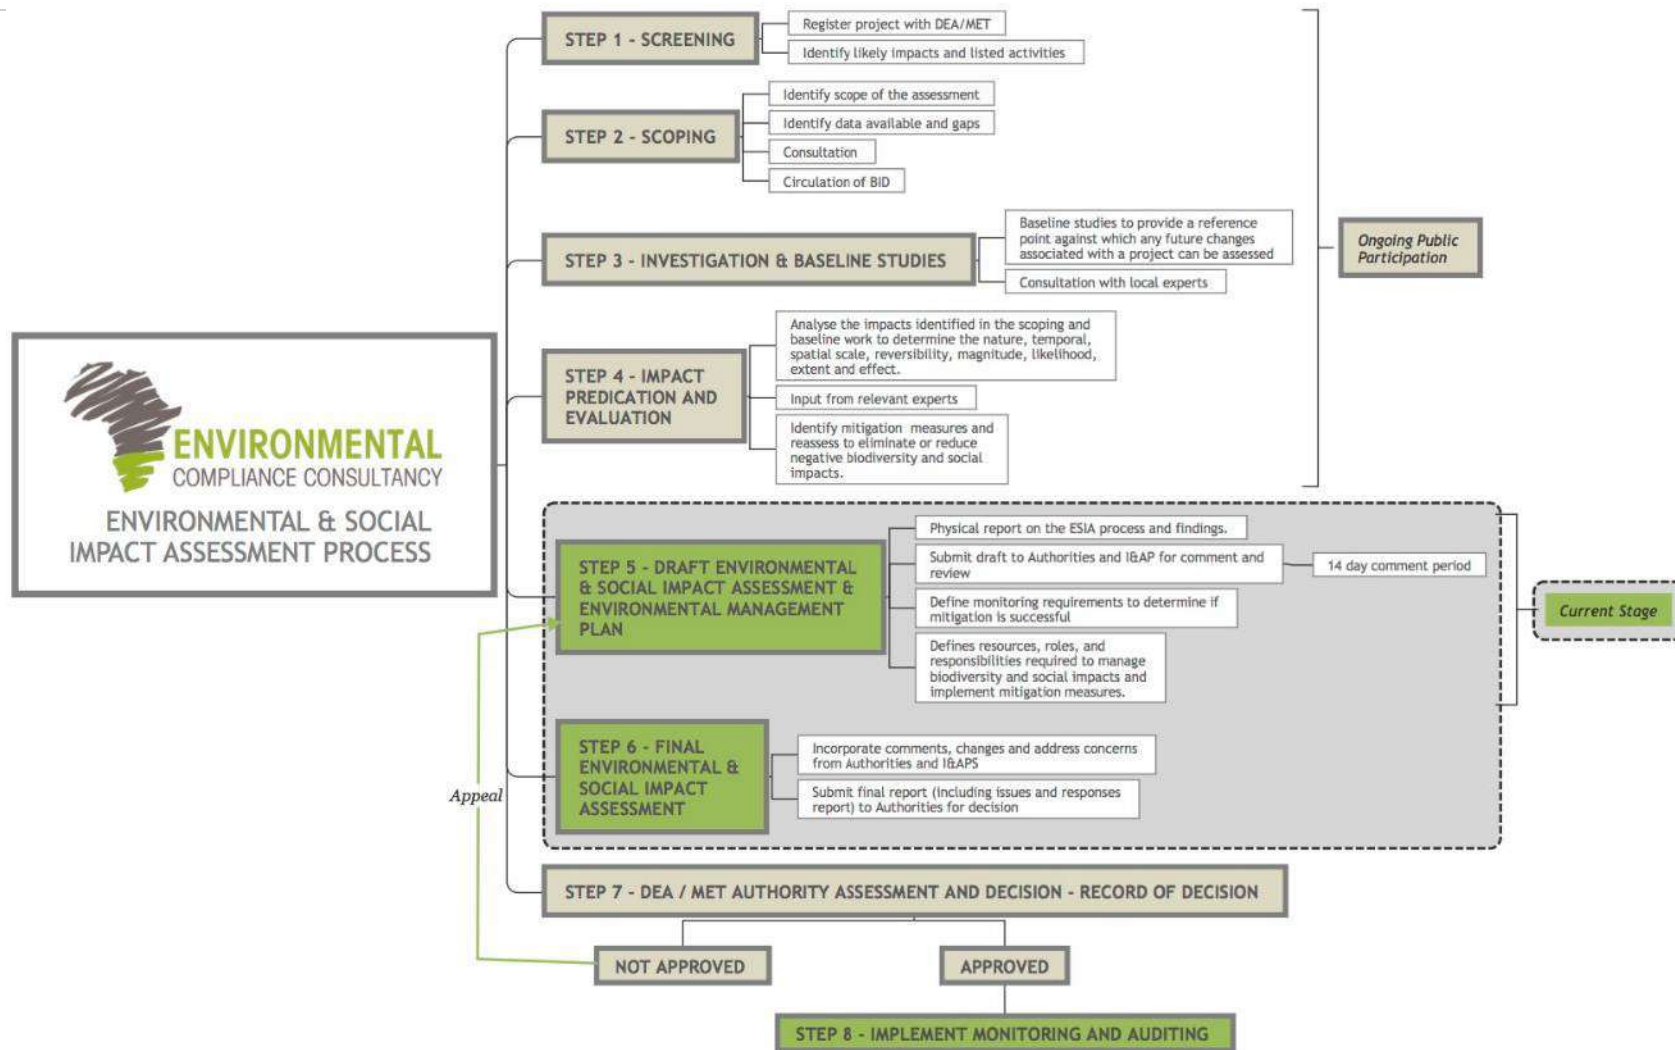 STEP 1 - SCREENING
Register project with DEA/MET
Identify likely impacts and listed activities
STEP 2 - SCOPING
Identify scope of the assessment
Identify data available and gaps
Consultation
Circulation of BID
STEP 3 - INVESTIGATION & BASELINE STUDIES
Baseline studies to provide a reference
point against which any future changes
associated with a project can be assessed
Consultation with local experts
Ongoing Public
Participation
STEP 4 - IMPACT
PREDICATION AND
EVALUATION
Analyse the impacts identified in the scoping and
baseline work to determine the nature, temporal,
spatial scale, reversibility, magnitude, likelihood,
extent and effect.
Input from relevant experts
Identify mitigation measures and
reassess to eliminate or reduce
negative biodiversity and social
impacts.
ENVIRONMENTAL
COMPLIANCE CONSULTANCY
ENVIRONMENTAL & SOCIAL
IMPACT ASSESSMENT PROCESS
STEP 5 - DRAFT ENVIRONMENTAL
& SOCIAL IMPACT ASSESSMENT &
ENVIRONMENTAL MANAGEMENT
PLAN
Physical report on the ESIA process and findings.
Submit draft to Authorities and I&AP for comment and
review
14 day comment period
Define monitoring requirements to determine if
mitigation is successful
Defines resources, roles, and
responsibilities required to manage
biodiversity and social impacts and
implement mitigation measures.
Current Stage
STEP 6 - FINAL
ENVIRONMENTAL &
SOCIAL IMPACT
ASSESSMENT
Incorporate comments, changes and address concerns
from Authorities and I&APS
Submit final report (including issues and responses
report) to Authorities for decision
Appeal
STEP 7 - DEA / MET AUTHORITY ASSESSMENT AND DECISION - RECORD OF DECISION
NOT APPROVED
APPROVED
STEP 8 - IMPLEMENT MONITORING AND AUDITING